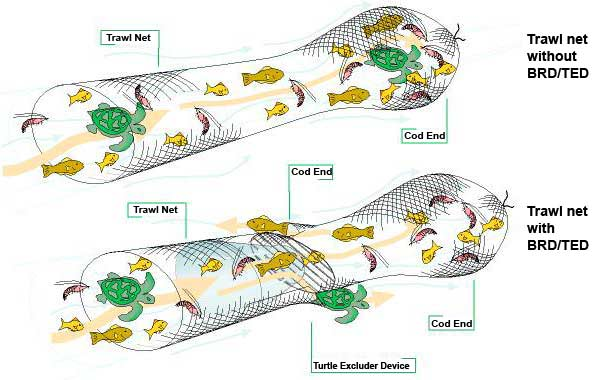 Trawl Net
Trawl net
without
BRD/TED
Cod End
Cod End
Trawl Net
Trawl net
with
BRD/TED
Cod End
Turtle Excluder Device